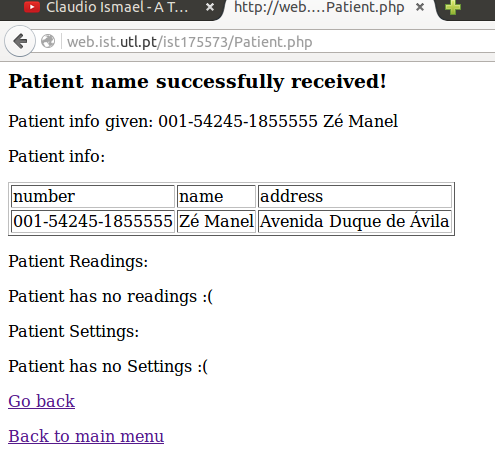 Claudio Ismael - A T... × http://web....Patient.php ×
web.ist.utl.pt/ist175573/Patient.php
Patient name successfully received!
Patient info given: 001-54245-1855555 Zé Manel
Patient info:
number name address
001-54245-1855555 Zé Manel Avenida Duque de Ávila
Patient Readings:
Patient has no readings :(
Patient Settings:
Patient has no Settings :(
Go back
Back to main menu